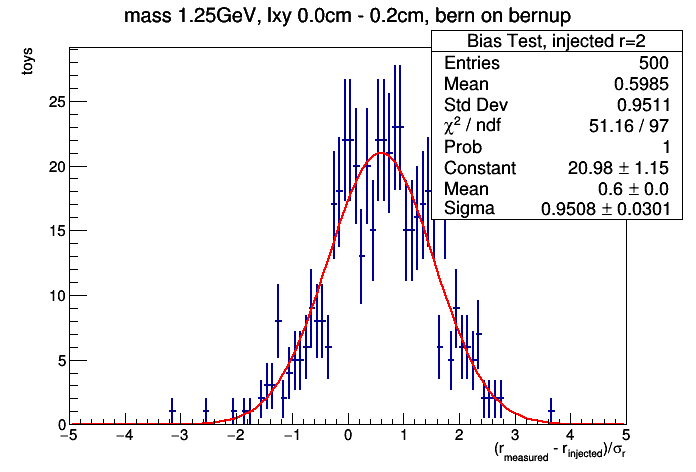 mass 1.25GeV, lxy 0.0cm - 0.2cm, bern on bernup
Bias Test, injected r=2
Entries 500
Mean 0.5985
Std Dev 0.9511
χ² / ndf 51.16 / 97
Prob 1
Constant 20.98 ± 1.15
Mean 0.6 ± 0.0
Sigma 0.9508 ± 0.0301
toys
25
20
15
10
5
0
−5 −4 −3 −2 −1 0 1 2 3 4 5
(r_measured - r_injected)/σ_r